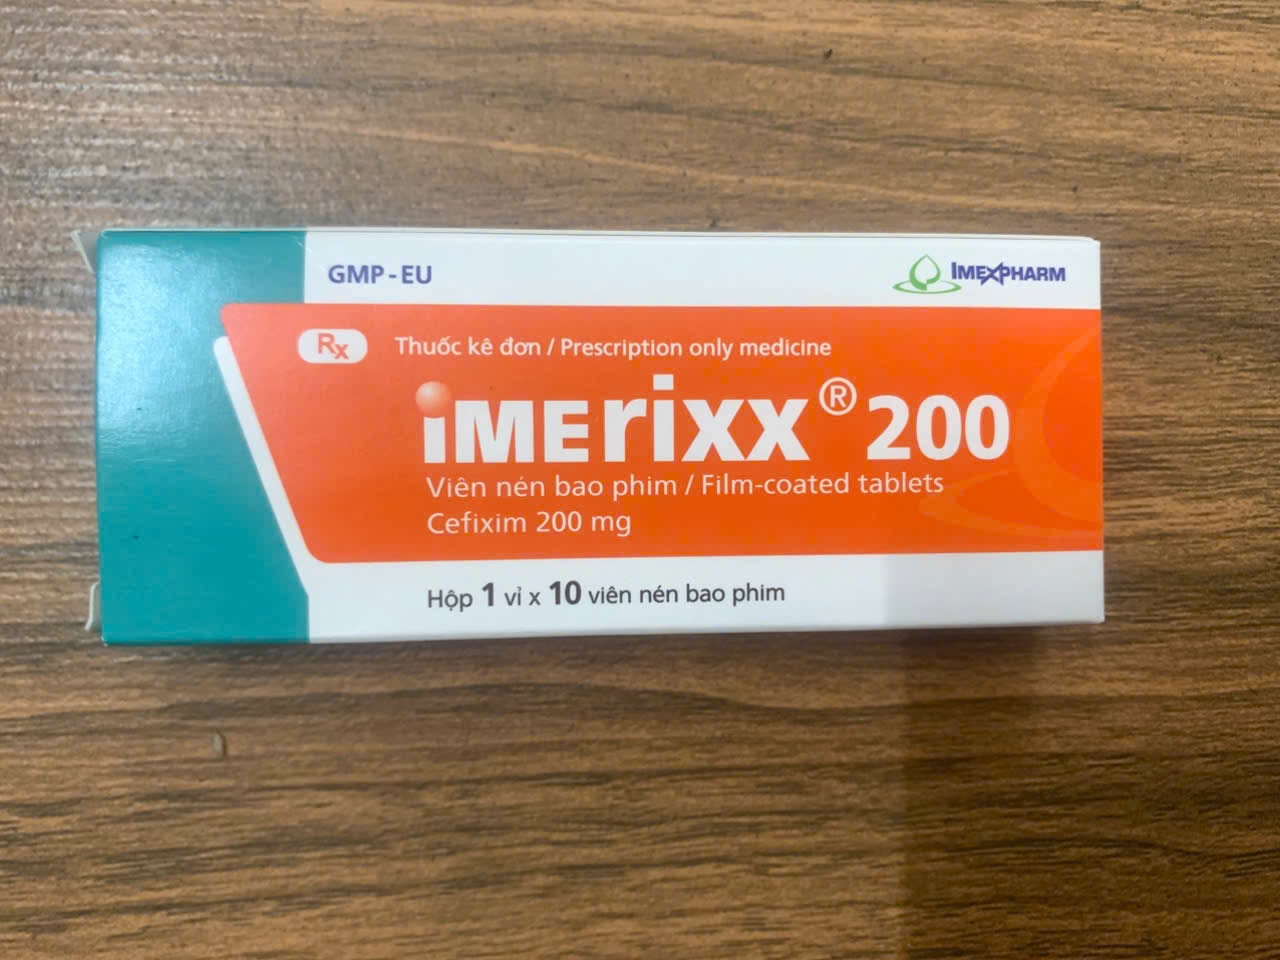 GMP - EU
IMEXPHARM
Rx Thuốc kê đơn / Prescription only medicine
iMErixx® 200
Viên nén bao phim / Film-coated tablets
Cefixim 200 mg
Hộp 1 vỉ x 10 viên nén bao phim